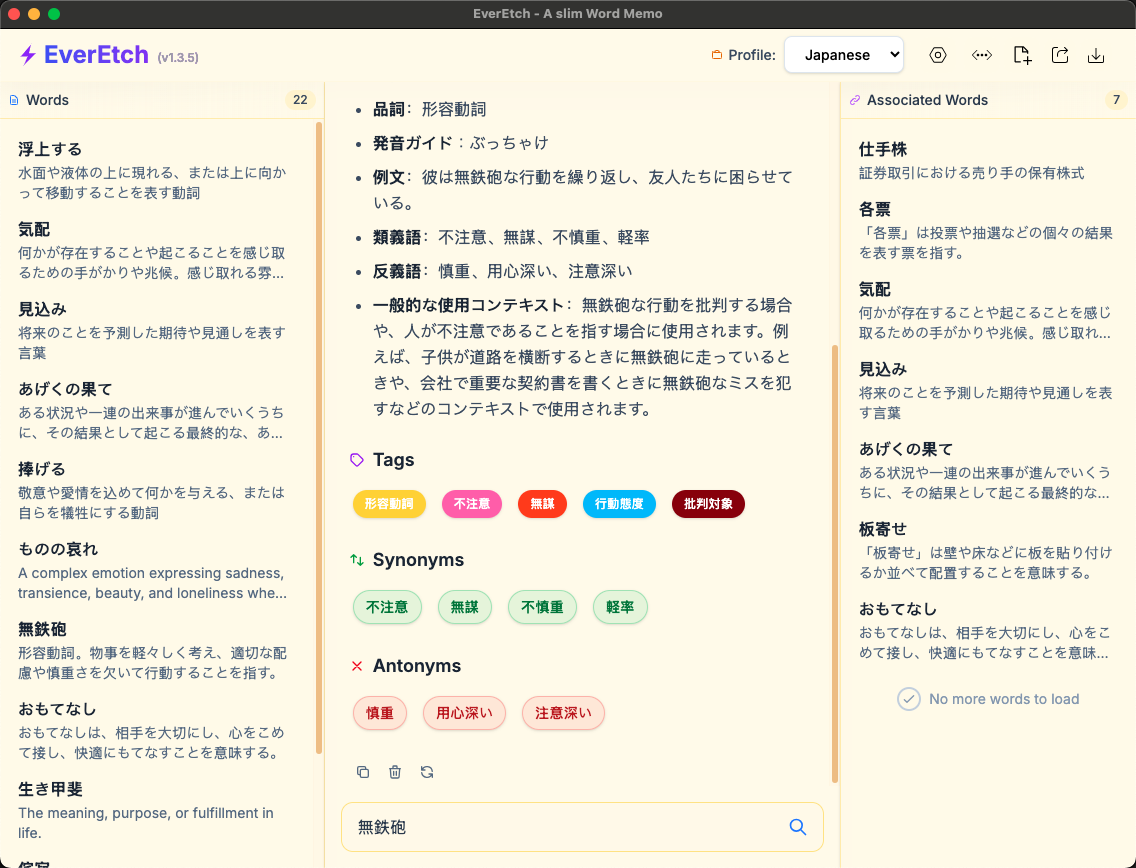 EverEtch - A slim Word Memo
EverEtch (v1.3.5)
Profile: Japanese
Words 22
浮上する
水面や液体の上に現れる、または上に向か
って移動することを表す動詞
気配
何かが存在することや起こることを感じ取
るための手がかりや兆候。感じ取れる雰...
見込み
将来のことを予測した期待や見通しを表す
言葉
あげくの果て
ある状況や一連の出来事が進んでいくうち
に、その結果として起こる最終的な、あ...
捧げる
敬意や愛情を込めて何かを与える、または
自らを犠牲にする動詞
ものの哀れ
A complex emotion expressing sadness,
transience, beauty, and loneliness whe...
無鉄砲
形容動詞。物事を軽々しく考え、適切な配
慮や慎重さを欠いて行動することを指す。
おもてなし
おもてなしは、相手を大切にし、心をこめ
て接し、快適にもてなすことを意味する。
生き甲斐
The meaning, purpose, or fulfillment in
life.
• 品詞：形容動詞
• 発音ガイド：ぶっちゃけ
• 例文：彼は無鉄砲な行動を繰り返し、友人たちに困らせて
いる。
• 類義語：不注意、無謀、不慎重、軽率
• 反義語：慎重、用心深い、注意深い
• 一般的な使用コンテキスト：無鉄砲な行動を批判する場合
や、人が不注意であることを指す場合に使用されます。例
えば、子供が道路を横断するときに無鉄砲に走っていると
きや、会社で重要な契約書を書くときに無鉄砲なミスを犯
すなどのコンテキストで使用されます。
Tags
形容動詞 不注意 無謀 行動態度 批判対象
Synonyms
不注意 無謀 不慎重 軽率
Antonyms
慎重 用心深い 注意深い
無鉄砲
Associated Words 7
仕手株
証券取引における売り手の保有株式
各票
「各票」は投票や抽選などの個々の結果
を表す票を指す。
気配
何かが存在することや起こることを感じ
取るための手がかりや兆候。感じ取れ...
見込み
将来のことを予測した期待や見通しを表
す言葉
あげくの果て
ある状況や一連の出来事が進んでいくう
ちに、その結果として起こる最終的な...
板寄せ
「板寄せ」は壁や床などに板を貼り付け
るか並べて配置することを意味する。
おもてなし
おもてなしは、相手を大切にし、心をこ
めて接し、快適にもてなすことを意味...
No more words to load